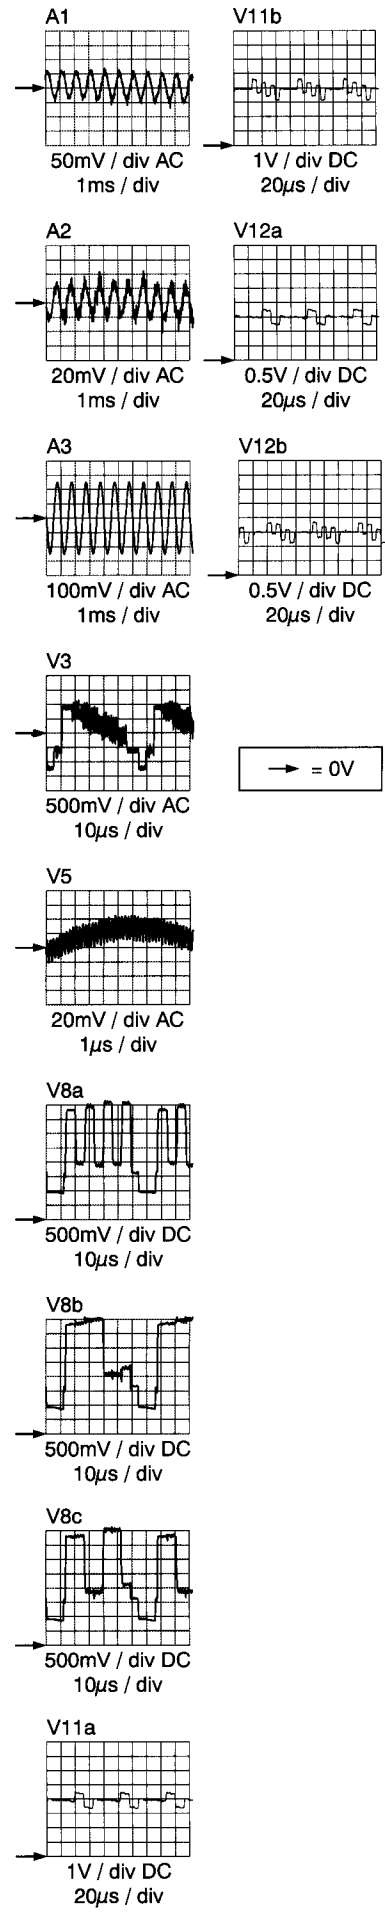 A1
50mV / div AC
1ms / div
A2
20mV / div AC
1ms / div
A3
100mV / div AC
1ms / div
V3
500mV / div AC
10µs / div
V5
20mV / div AC
1µs / div
V8a
500mV / div DC
10µs / div
V8b
500mV / div DC
10µs / div
V8c
500mV / div DC
10µs / div
V11a
1V / div DC
20µs / div
V11b
1V / div DC
20µs / div
V12a
0.5V / div DC
20µs / div
V12b
0.5V / div DC
20µs / div
→ = 0V